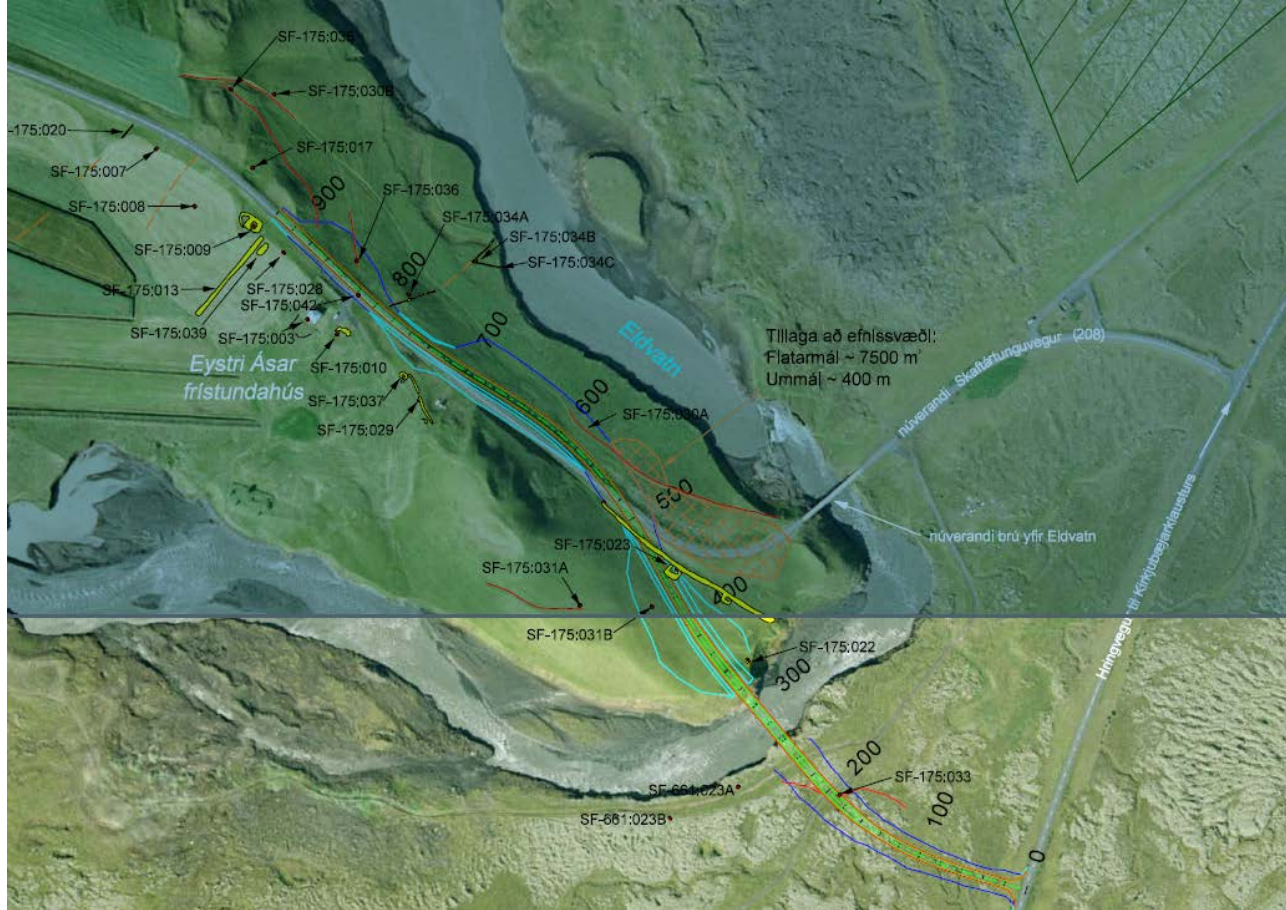 SF-175:035
SF-175:030B
-175:020
SF-175:017
SF-175:007
900
SF-175:036
SF-175:008
SF-175:034A
SF-175:034B
SF-175:009
SF-175:034C
800
SF-175:013
SF-175:028
SF-175:042
SF-175:039
SF-175:003
700
Eldvatn
Tillaga að efnissvæði:
Flatarmál ~ 7500 m²
Ummál ~ 400 m
núverandi Skaftártunguvegur (208)
Eystri Ásar
frístundahús
SF-175:010
SF-175:037
600
SF-175:030A
SF-175:029
500
núverandi brú yfir Eldvatn
Hringvegur til Kirkjubæjarklausturs
SF-175:023
SF-175:031A
400
SF-175:031B
SF-175:022
300
200
SF-175:033
SF-661:023A
100
SF-661:023B
0